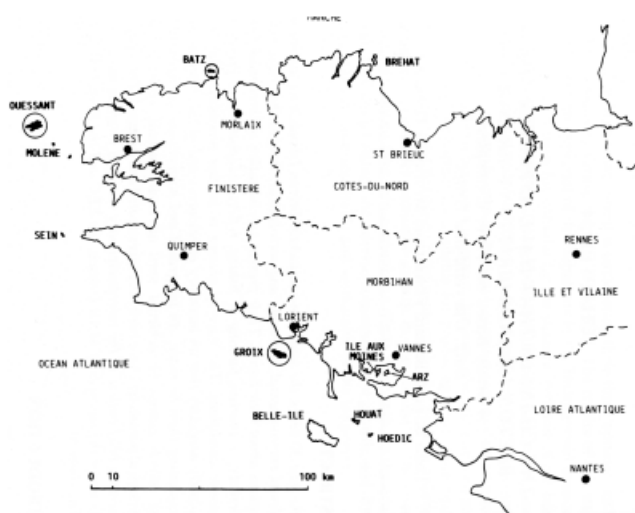 MANCHE
BATZ
BREHAT
OUESSANT
MORLAIX
BREST
ST BRIEUC
MOLENE
FINISTERE
COTES-DU-NORD
SEIN
QUIMPER
RENNES
MORBIHAN
ILLE ET VILAINE
LORIENT
ILE AUX
MOINES
VANNES
GROIX
OCEAN ATLANTIQUE
ARZ
BELLE-ILE
HOUAT
LOIRE ATLANTIQUE
HOEDIC
NANTES
0 10 100 km